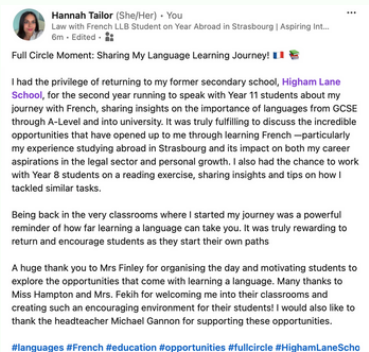 Hannah Tailor (She/Her) • You
Law with French LLB Student on Year Abroad in Strasbourg | Aspiring Int...
6m • Edited •
Full Circle Moment: Sharing My Language Learning Journey! 🇫🇷 📚
I had the privilege of returning to my former secondary school, Higham Lane
School, for the second year running to speak with Year 11 students about my
journey with French, sharing insights on the importance of languages from GCSE
through A-Level and into university. It was truly fulfilling to discuss the incredible
opportunities that have opened up to me through learning French —particularly
my experience studying abroad in Strasbourg and its impact on both my career
aspirations in the legal sector and personal growth. I also had the chance to work
with Year 8 students on a reading exercise, sharing insights and tips on how I
tackled similar tasks.
Being back in the very classrooms where I started my journey was a powerful
reminder of how far learning a language can take you. It was truly rewarding to
return and encourage students as they start their own paths
A huge thank you to Mrs Finley for organising the day and motivating students to
explore the opportunities that come with learning a language. Many thanks to
Miss Hampton and Mrs. Fekih for welcoming me into their classrooms and
creating such an encouraging environment for their students! I would also like to
thank the headteacher Michael Gannon for supporting these opportunities.
#languages #French #education #opportunities #fullcircle #HighamLaneScho